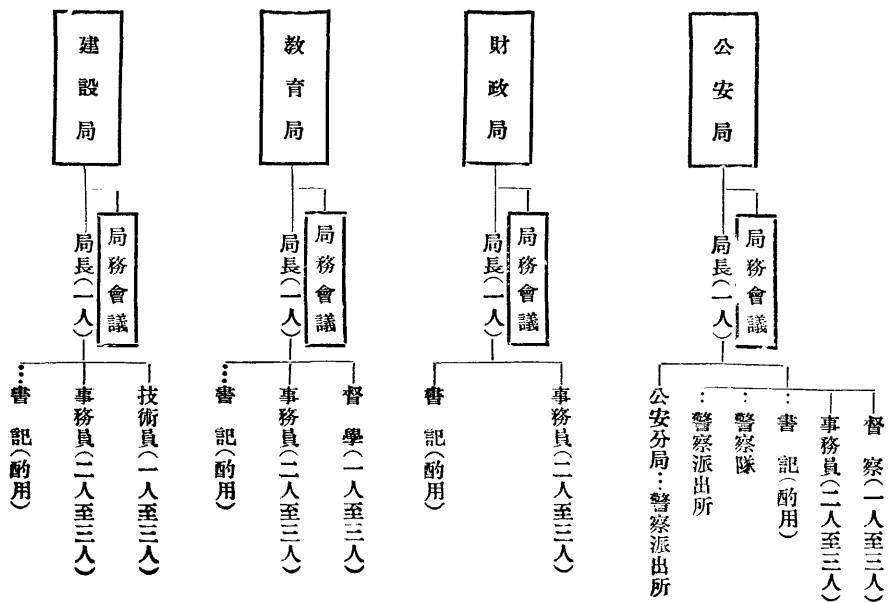 公安局
局務會議
局長(一人)
督察(一人至三人)
事務員(二人至三人)
書記(酌用)
警察隊
警察派出所
公安分局…警察派出所
財政局
局務會議
局長(一人)
事務員(二人至三人)
書記(酌用)
教育局
局務會議
局長(一人)
督學(一人至三人)
事務員(二人至三人)
書記(酌用)
建設局
局務會議
局長(一人)
技術員(一人至三人)
事務員(二人至三人)
書記(酌用)